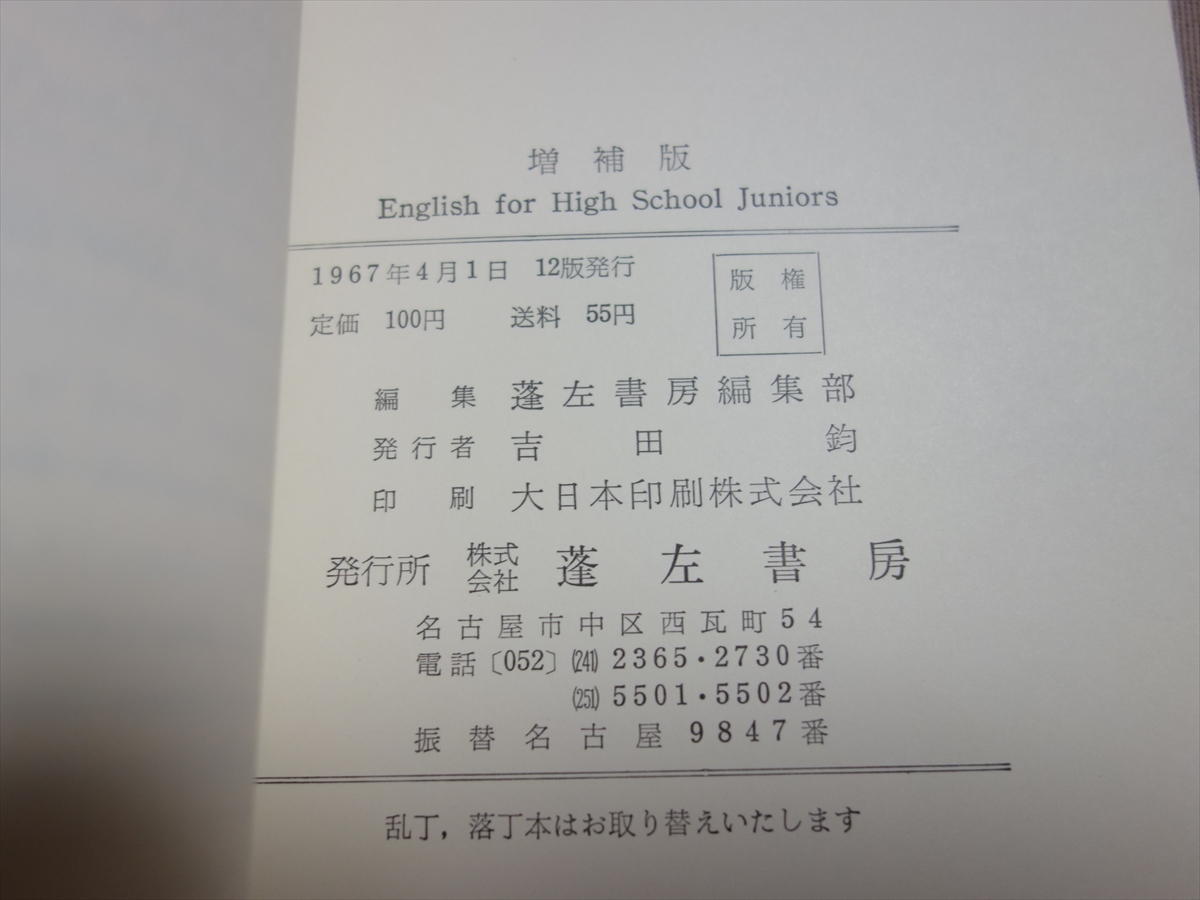 増補版
English for High School Juniors
1967年4月1日 12版発行
定価 100円 送料 55円
版権
所有
編集 蓬左書房編集部
発行者 吉田鈞
印刷 大日本印刷株式会社
発行所 株式会社 蓬左書房
名古屋市中区西瓦町54
電話〔052〕(241)2365・2730番
(251)5501・5502番
振替名古屋9847番
乱丁，落丁本はお取り替えいたします